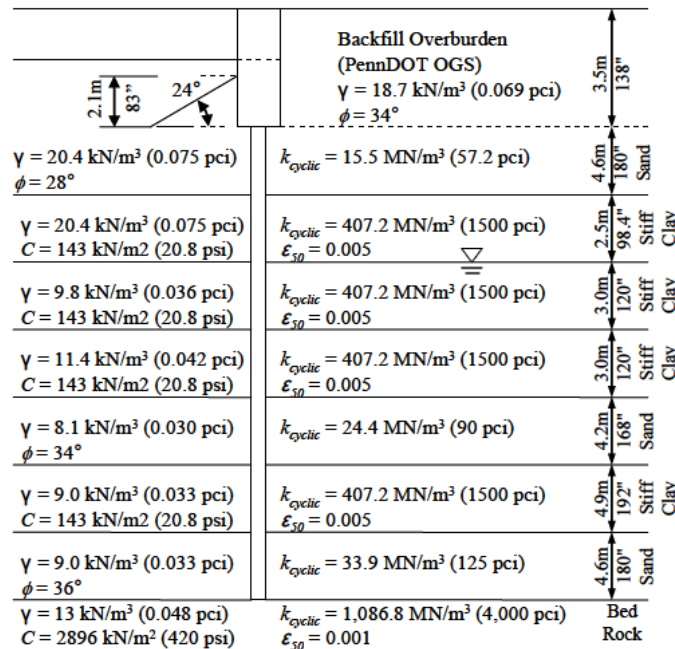 Backfill Overburden
(PennDOT OGS)
γ = 18.7 kN/m³ (0.069 pci)
ϕ = 34°
3.5m
138"
2.1m
83”
24°
γ = 20.4 kN/m³ (0.075 pci)
ϕ = 28°
k_cyclic = 15.5 MN/m³ (57.2 pci)
4.6m
180"
Sand
γ = 20.4 kN/m³ (0.075 pci)
C = 143 kN/m2 (20.8 psi)
k_cyclic = 407.2 MN/m³ (1500 pci)
ε₅₀ = 0.005
2.5m
98.4"
Stiff
Clay
γ = 9.8 kN/m³ (0.036 pci)
C = 143 kN/m2 (20.8 psi)
k_cyclic = 407.2 MN/m³ (1500 pci)
ε₅₀ = 0.005
3.0m
120"
Stiff
Clay
γ = 11.4 kN/m³ (0.042 pci)
C = 143 kN/m2 (20.8 psi)
k_cyclic = 407.2 MN/m³ (1500 pci)
ε₅₀ = 0.005
3.0m
120"
Stiff
Clay
γ = 8.1 kN/m³ (0.030 pci)
ϕ = 34°
k_cyclic = 24.4 MN/m³ (90 pci)
4.2m
168"
Sand
γ = 9.0 kN/m³ (0.033 pci)
C = 143 kN/m2 (20.8 psi)
k_cyclic = 407.2 MN/m³ (1500 pci)
ε₅₀ = 0.005
4.9m
192"
Stiff
Clay
γ = 9.0 kN/m³ (0.033 pci)
ϕ = 36°
k_cyclic = 33.9 MN/m³ (125 pci)
4.6m
180"
Sand
γ = 13 kN/m³ (0.048 pci)
C = 2896 kN/m² (420 psi)
k_cyclic = 1,086.8 MN/m³ (4,000 pci)
ε₅₀ = 0.001
Bed
Rock